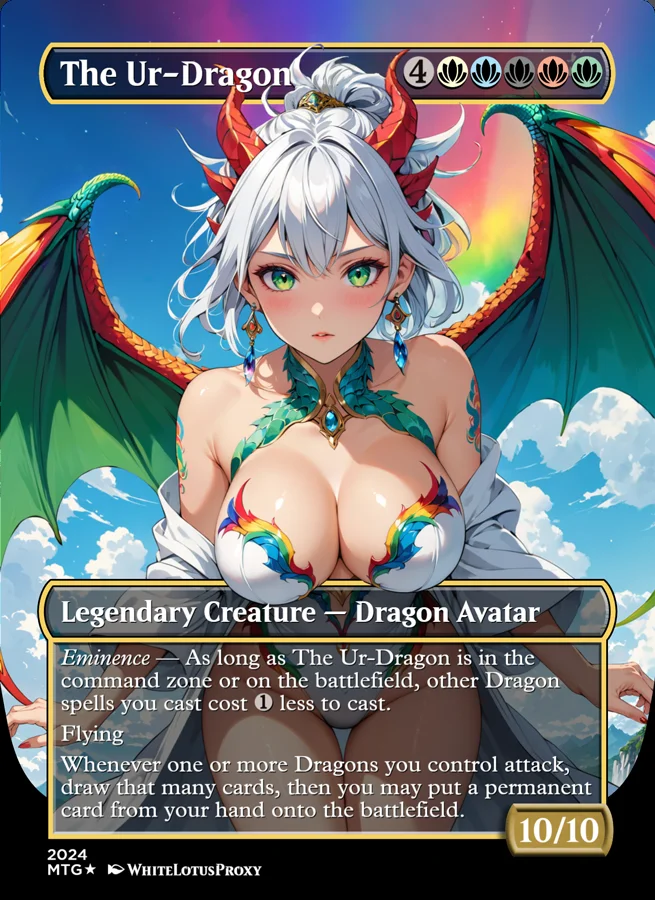 The Ur-Dragon 4
Legendary Creature — Dragon Avatar
Eminence — As long as The Ur-Dragon is in the
command zone or on the battlefield, other Dragon
spells you cast cost 1 less to cast.
Flying
Whenever one or more Dragons you control attack,
draw that many cards, then you may put a permanent
card from your hand onto the battlefield.
10/10
2024
MTG★ WhiteLotusProxy